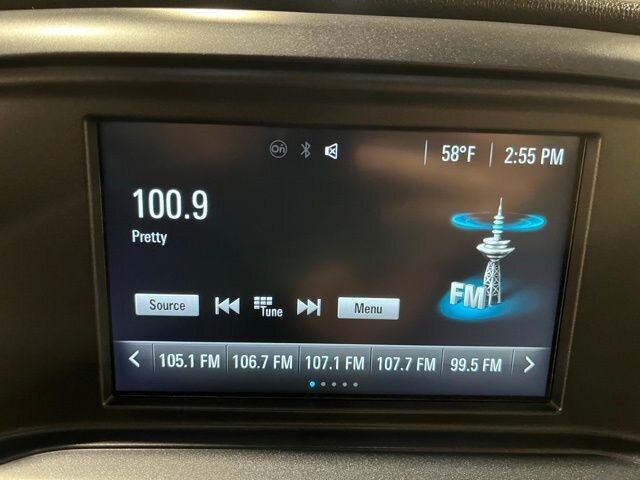 On 58°F 2:55 PM
100.9
Pretty
FM
Source Tune Menu
105.1 FM 106.7 FM 107.1 FM 107.7 FM 99.5 FM